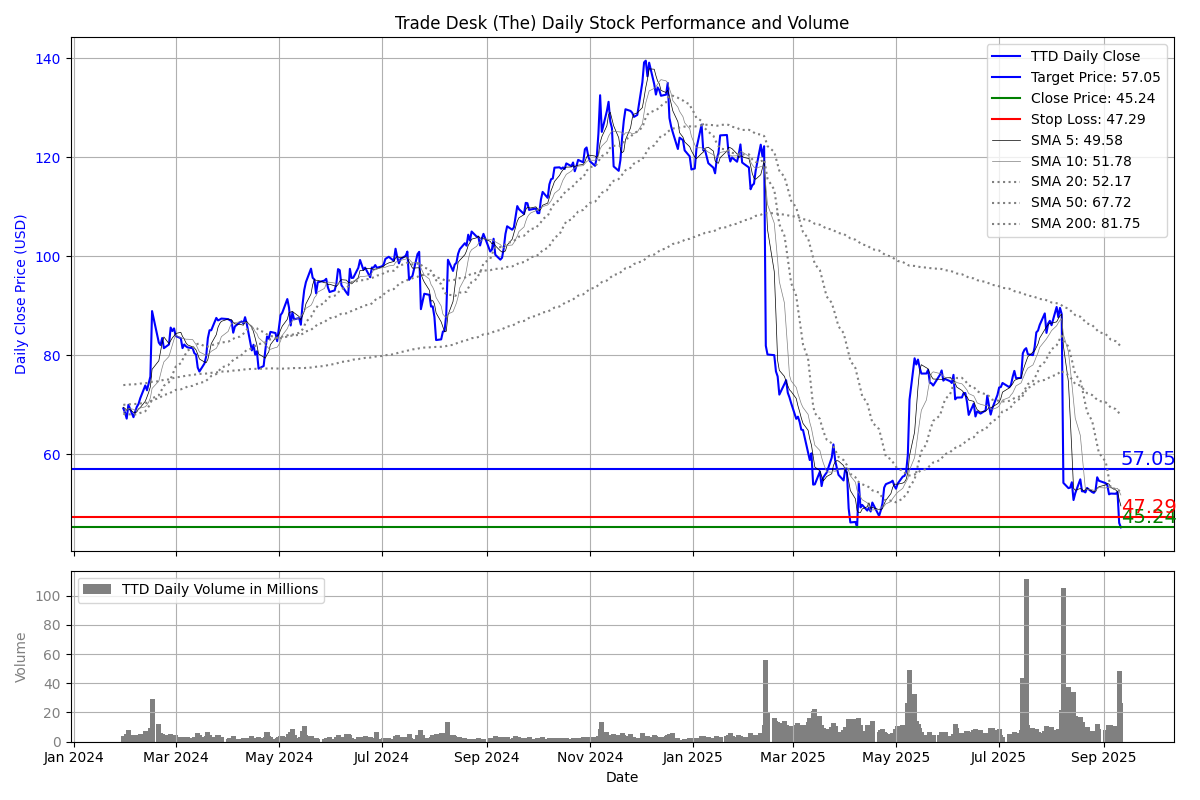 Trade Desk (The) Daily Stock Performance and Volume
Daily Close Price (USD)
140
120
100
80
60
TTD Daily Close
Target Price: 57.05
Close Price: 45.24
Stop Loss: 47.29
SMA 5: 49.58
SMA 10: 51.78
SMA 20: 52.17
SMA 50: 67.72
SMA 200: 81.75
57.05
47.29
45.24
Volume
100
80
60
40
20
0
TTD Daily Volume in Millions
Jan 2024 Mar 2024 May 2024 Jul 2024 Sep 2024 Nov 2024 Jan 2025 Mar 2025 May 2025 Jul 2025 Sep 2025
Date